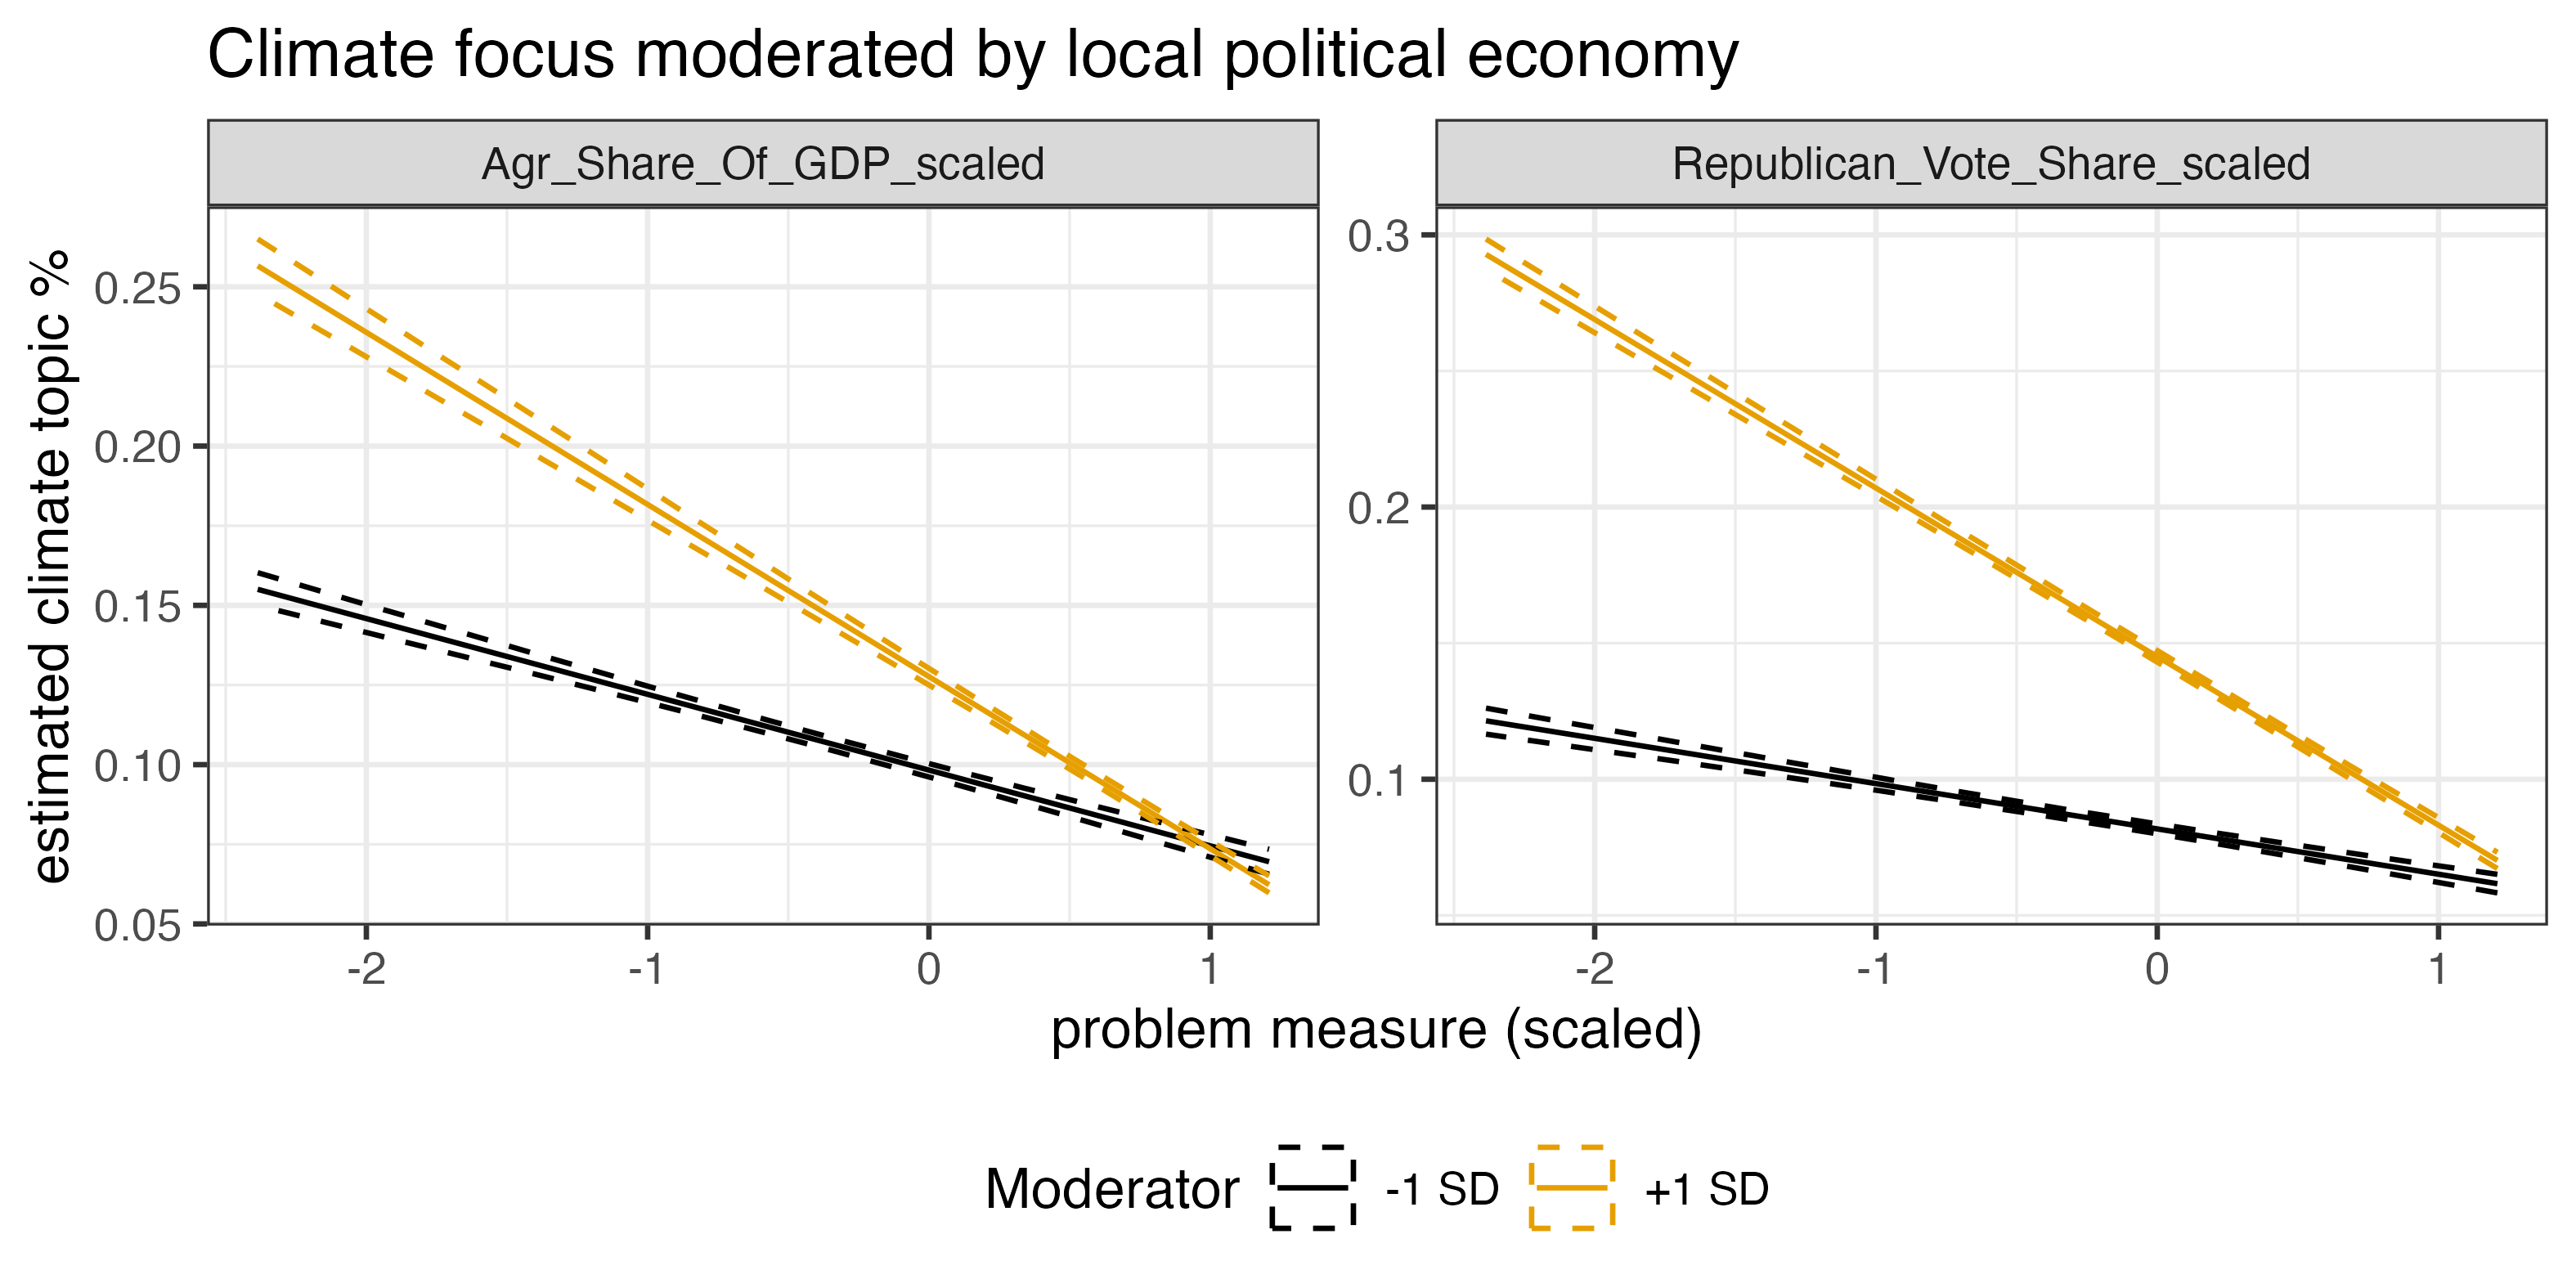 Climate focus moderated by local political economy
Agr_Share_Of_GDP_scaled
Republican_Vote_Share_scaled
estimated climate topic %
0.25
0.20
0.15
0.10
0.05
0.3
0.2
0.1
-2 -1 0 1
-2 -1 0 1
problem measure (scaled)
Moderator -1 SD +1 SD